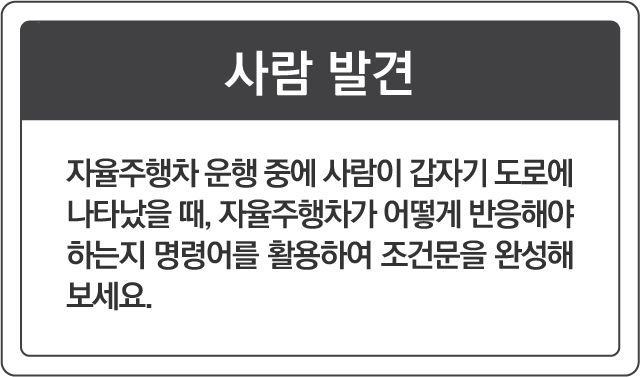 사람 발견
자율주행차 운행 중에 사람이 갑자기 도로에
나타났을 때, 자율주행차가 어떻게 반응해야
하는지 명령어를 활용하여 조건문을 완성해
보세요.